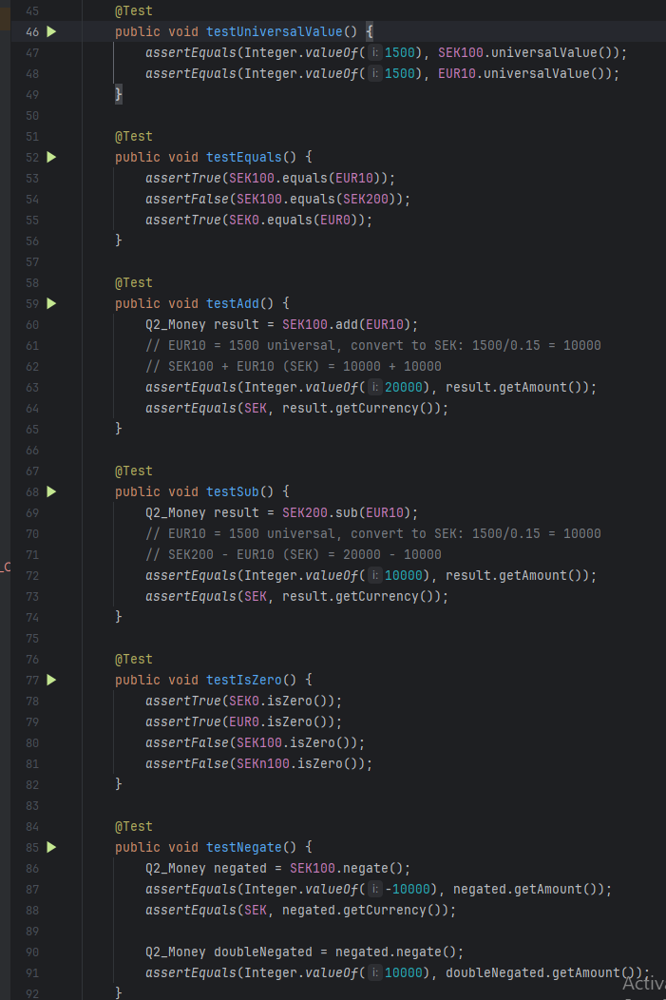 45 @Test
46 public void testUniversalValue() {
47 assertEquals(Integer.valueOf( i: 1500), SEK100.universalValue());
48 assertEquals(Integer.valueOf( i: 1500), EUR10.universalValue());
49 }
50
51 @Test
52 public void testEquals() {
53 assertTrue(SEK100.equals(EUR10));
54 assertFalse(SEK100.equals(SEK200));
55 assertTrue(SEK0.equals(EUR0));
56 }
57
58 @Test
59 public void testAdd() {
60 Q2_Money result = SEK100.add(EUR10);
61 // EUR10 = 1500 universal, convert to SEK: 1500/0.15 = 10000
62 // SEK100 + EUR10 (SEK) = 10000 + 10000
63 assertEquals(Integer.valueOf( i: 20000), result.getAmount());
64 assertEquals(SEK, result.getCurrency());
65 }
66
67 @Test
68 public void testSub() {
69 Q2_Money result = SEK200.sub(EUR10);
70 // EUR10 = 1500 universal, convert to SEK: 1500/0.15 = 10000
71 // SEK200 - EUR10 (SEK) = 20000 - 10000
72 assertEquals(Integer.valueOf( i: 10000), result.getAmount());
73 assertEquals(SEK, result.getCurrency());
74 }
75
76 @Test
77 public void testIsZero() {
78 assertTrue(SEK0.isZero());
79 assertTrue(EUR0.isZero());
80 assertFalse(SEK100.isZero());
81 assertFalse(SEKn100.isZero());
82 }
83
84 @Test
85 public void testNegate() {
86 Q2_Money negated = SEK100.negate();
87 assertEquals(Integer.valueOf( i: -10000), negated.getAmount());
88 assertEquals(SEK, negated.getCurrency());
89
90 Q2_Money doubleNegated = negated.negate();
91 assertEquals(Integer.valueOf( i: 10000), doubleNegated.getAmount());
92 }